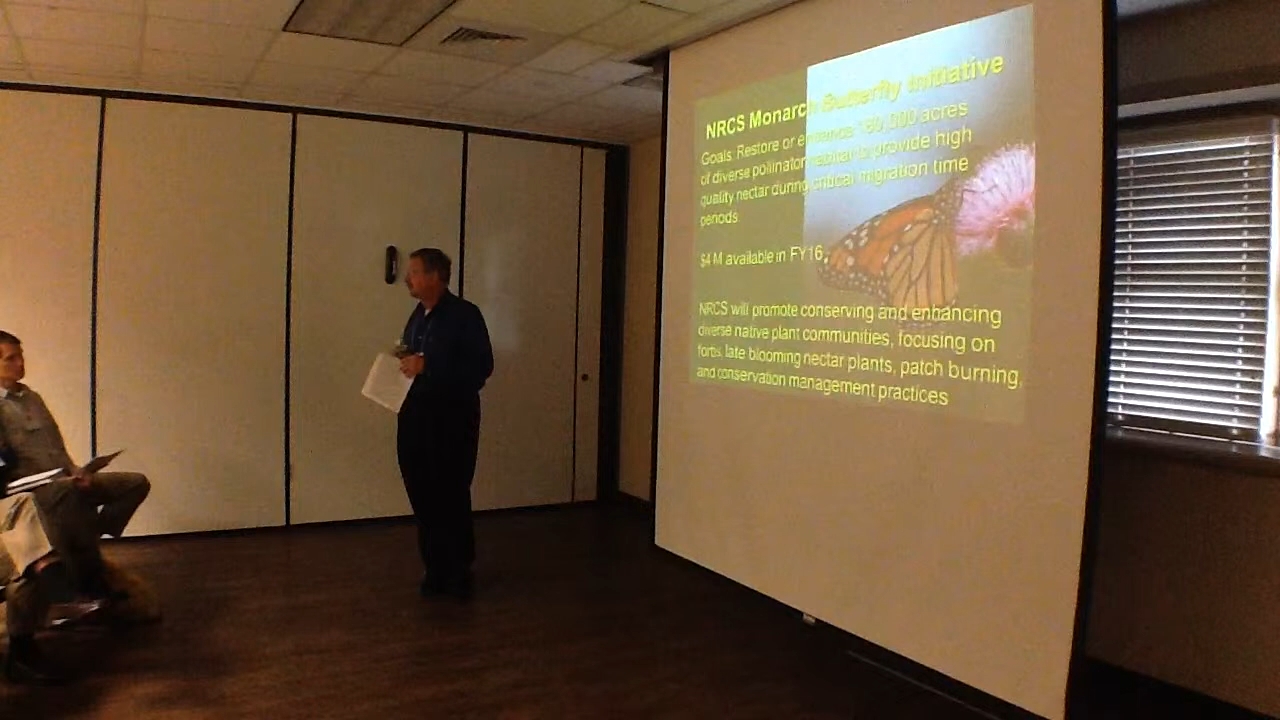 NRCS Monarch Butterfly Initiative
Goals: Restore or enhance 160,000 acres
of diverse pollinator habitat to provide high
quality nectar during critical migration time
periods
$4 M available in FY16
NRCS will promote conserving and enhancing
diverse native plant communities, focusing on
forbs, late blooming nectar plants, patch burning,
and conservation management practices